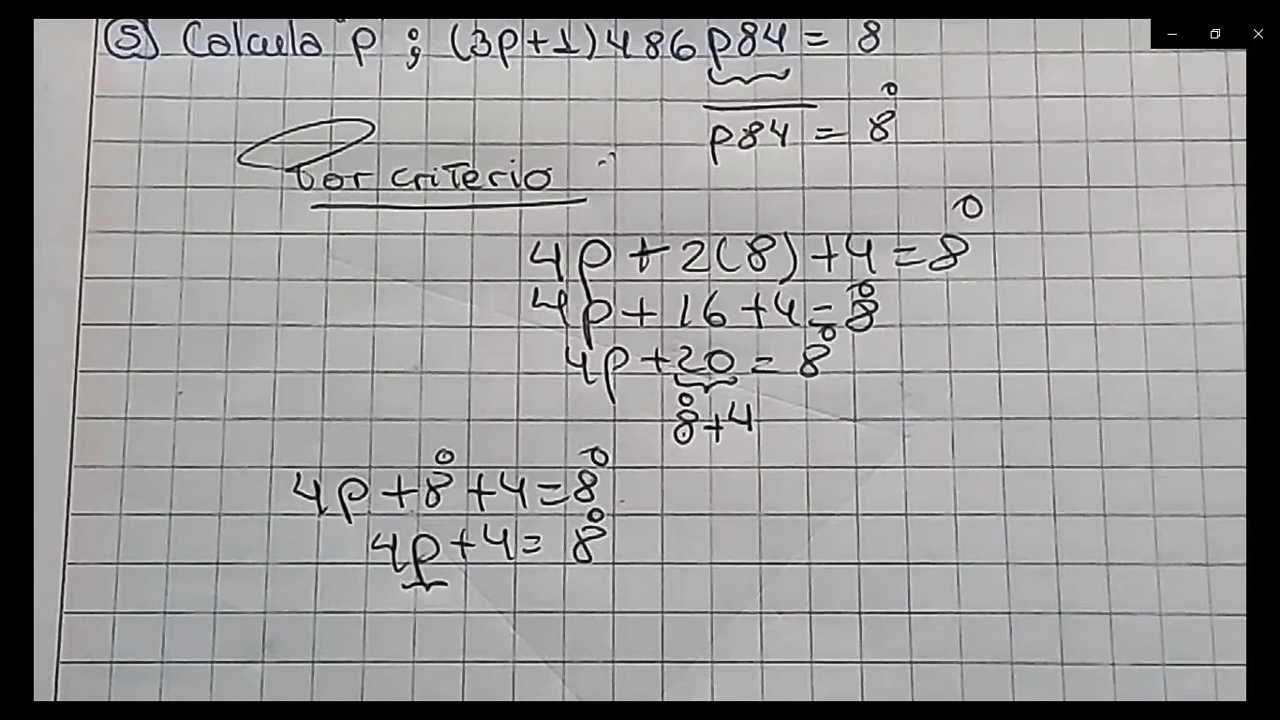 ⑤ Calcula p ; (3p+1)486p84 = 8
p84 = 8°
Por criterio :
4p + 2(8) + 4 = 8°
4p + 16 + 4 = 8°
4p + 20 = 8°
8° + 4
4p + 8° + 4 = 8°
4p + 4 = 8°